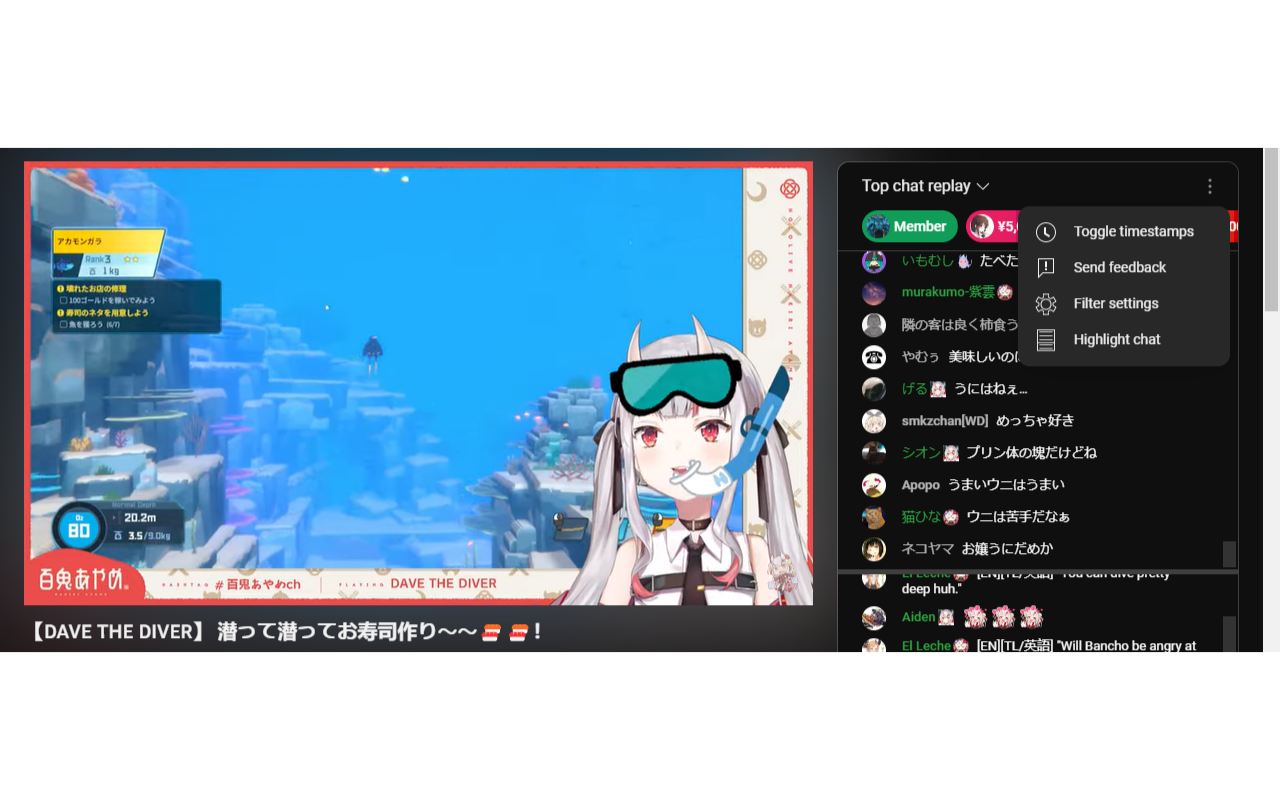 アカモンガラ
Rank3
1kg
壊れたお店の修理
100ゴールドを稼いでみよう
寿司のネタを用意しよう
魚を獲ろう (6/7)
O₂
80
Normal Depth
20.2m
3.5/9.0kg
百鬼あやめ
HASHTAG #百鬼あやめch
PLAYING DAVE THE DIVER
HOLOLIVE NAKIRI A
N
【DAVE THE DIVER】 潜って潜ってお寿司作り～～🍣 🍣！
Top chat replay
Member
¥5,
Toggle timestamps
Send feedback
Filter settings
Highlight chat
いもむし たべた
murakumo-紫雲
隣の客は良く柿食う
やむぅ 美味しいの
げる うにはねぇ...
smkzchan[WD] めっちゃ好き
シオン プリン体の塊だけどね
Apopo うまいウニはうまい
猫ひな ウニは苦手だなぁ
ネコヤマ お嬢うにだめか
El Leche [EN][TL/英語] "You can dive pretty
deep huh."
Aiden
El Leche [EN][TL/英語] "Will Bancho be angry at